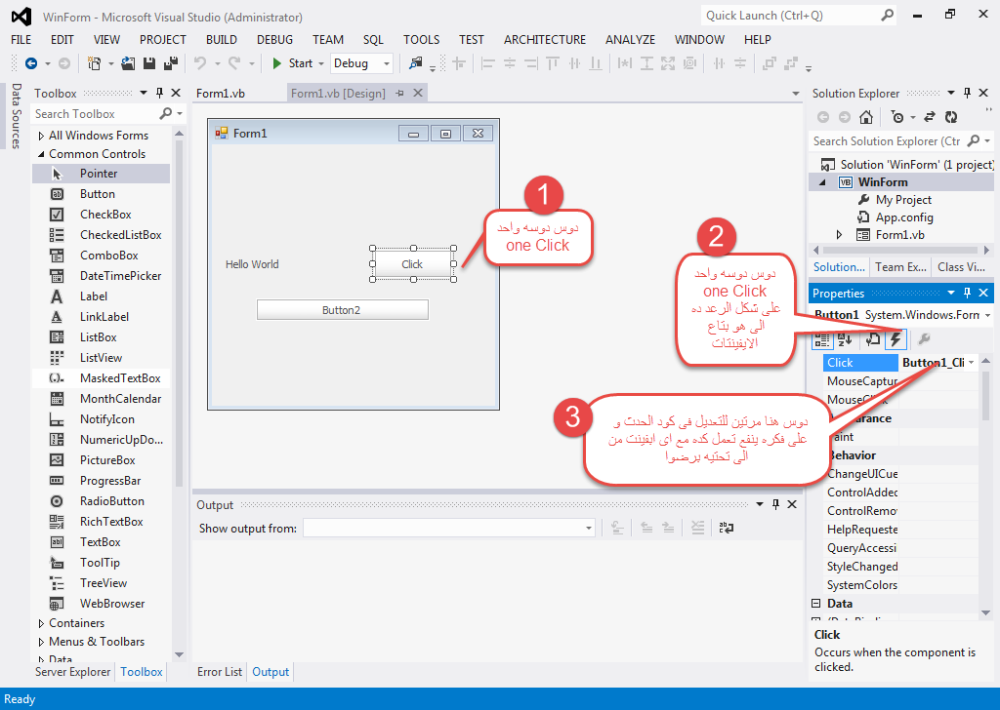 WinForm - Microsoft Visual Studio (Administrator)
Quick Launch (Ctrl+Q)
FILE EDIT VIEW PROJECT BUILD DEBUG TEAM SQL TOOLS TEST ARCHITECTURE ANALYZE WINDOW HELP
Start Debug
Data Sources
Toolbox
Search Toolbox
All Windows Forms
Common Controls
Pointer
Button
CheckBox
CheckedListBox
ComboBox
DateTimePicker
Label
LinkLabel
ListBox
ListView
MaskedTextBox
MonthCalendar
NotifyIcon
NumericUpDo...
PictureBox
ProgressBar
RadioButton
RichTextBox
TextBox
ToolTip
TreeView
WebBrowser
Containers
Menus & Toolbars
Data
Server Explorer Toolbox
Form1.vb Form1.vb [Design]
Form1
Hello World
Click
Button2
1
دوس دوسه واحد
one Click
2
دوس دوسه واحد
one Click
على شكل الرعد ده
الى هو بتاع
الايفينتات
3
دوس هنا مرتين للتعديل فى كود الحدث و
على فكره ينفع تعمل كده مع اى ايفينت من
الى تحتيه برضوا
Output
Show output from:
Error List Output
Solution Explorer
Search Solution Explorer (Ctr
Solution 'WinForm' (1 project)
WinForm
My Project
App.config
Form1.vb
Solution... Team Ex... Class Vi...
Properties
Button1 System.Windows.Form
Click Button1_Cli
MouseCaptur
Behavior
ChangeUICue
ControlAdded
ControlRemo
HelpRequeste
QueryAccessi
StyleChanged
SystemColors
Data
Click
Occurs when the component is
clicked.
Ready